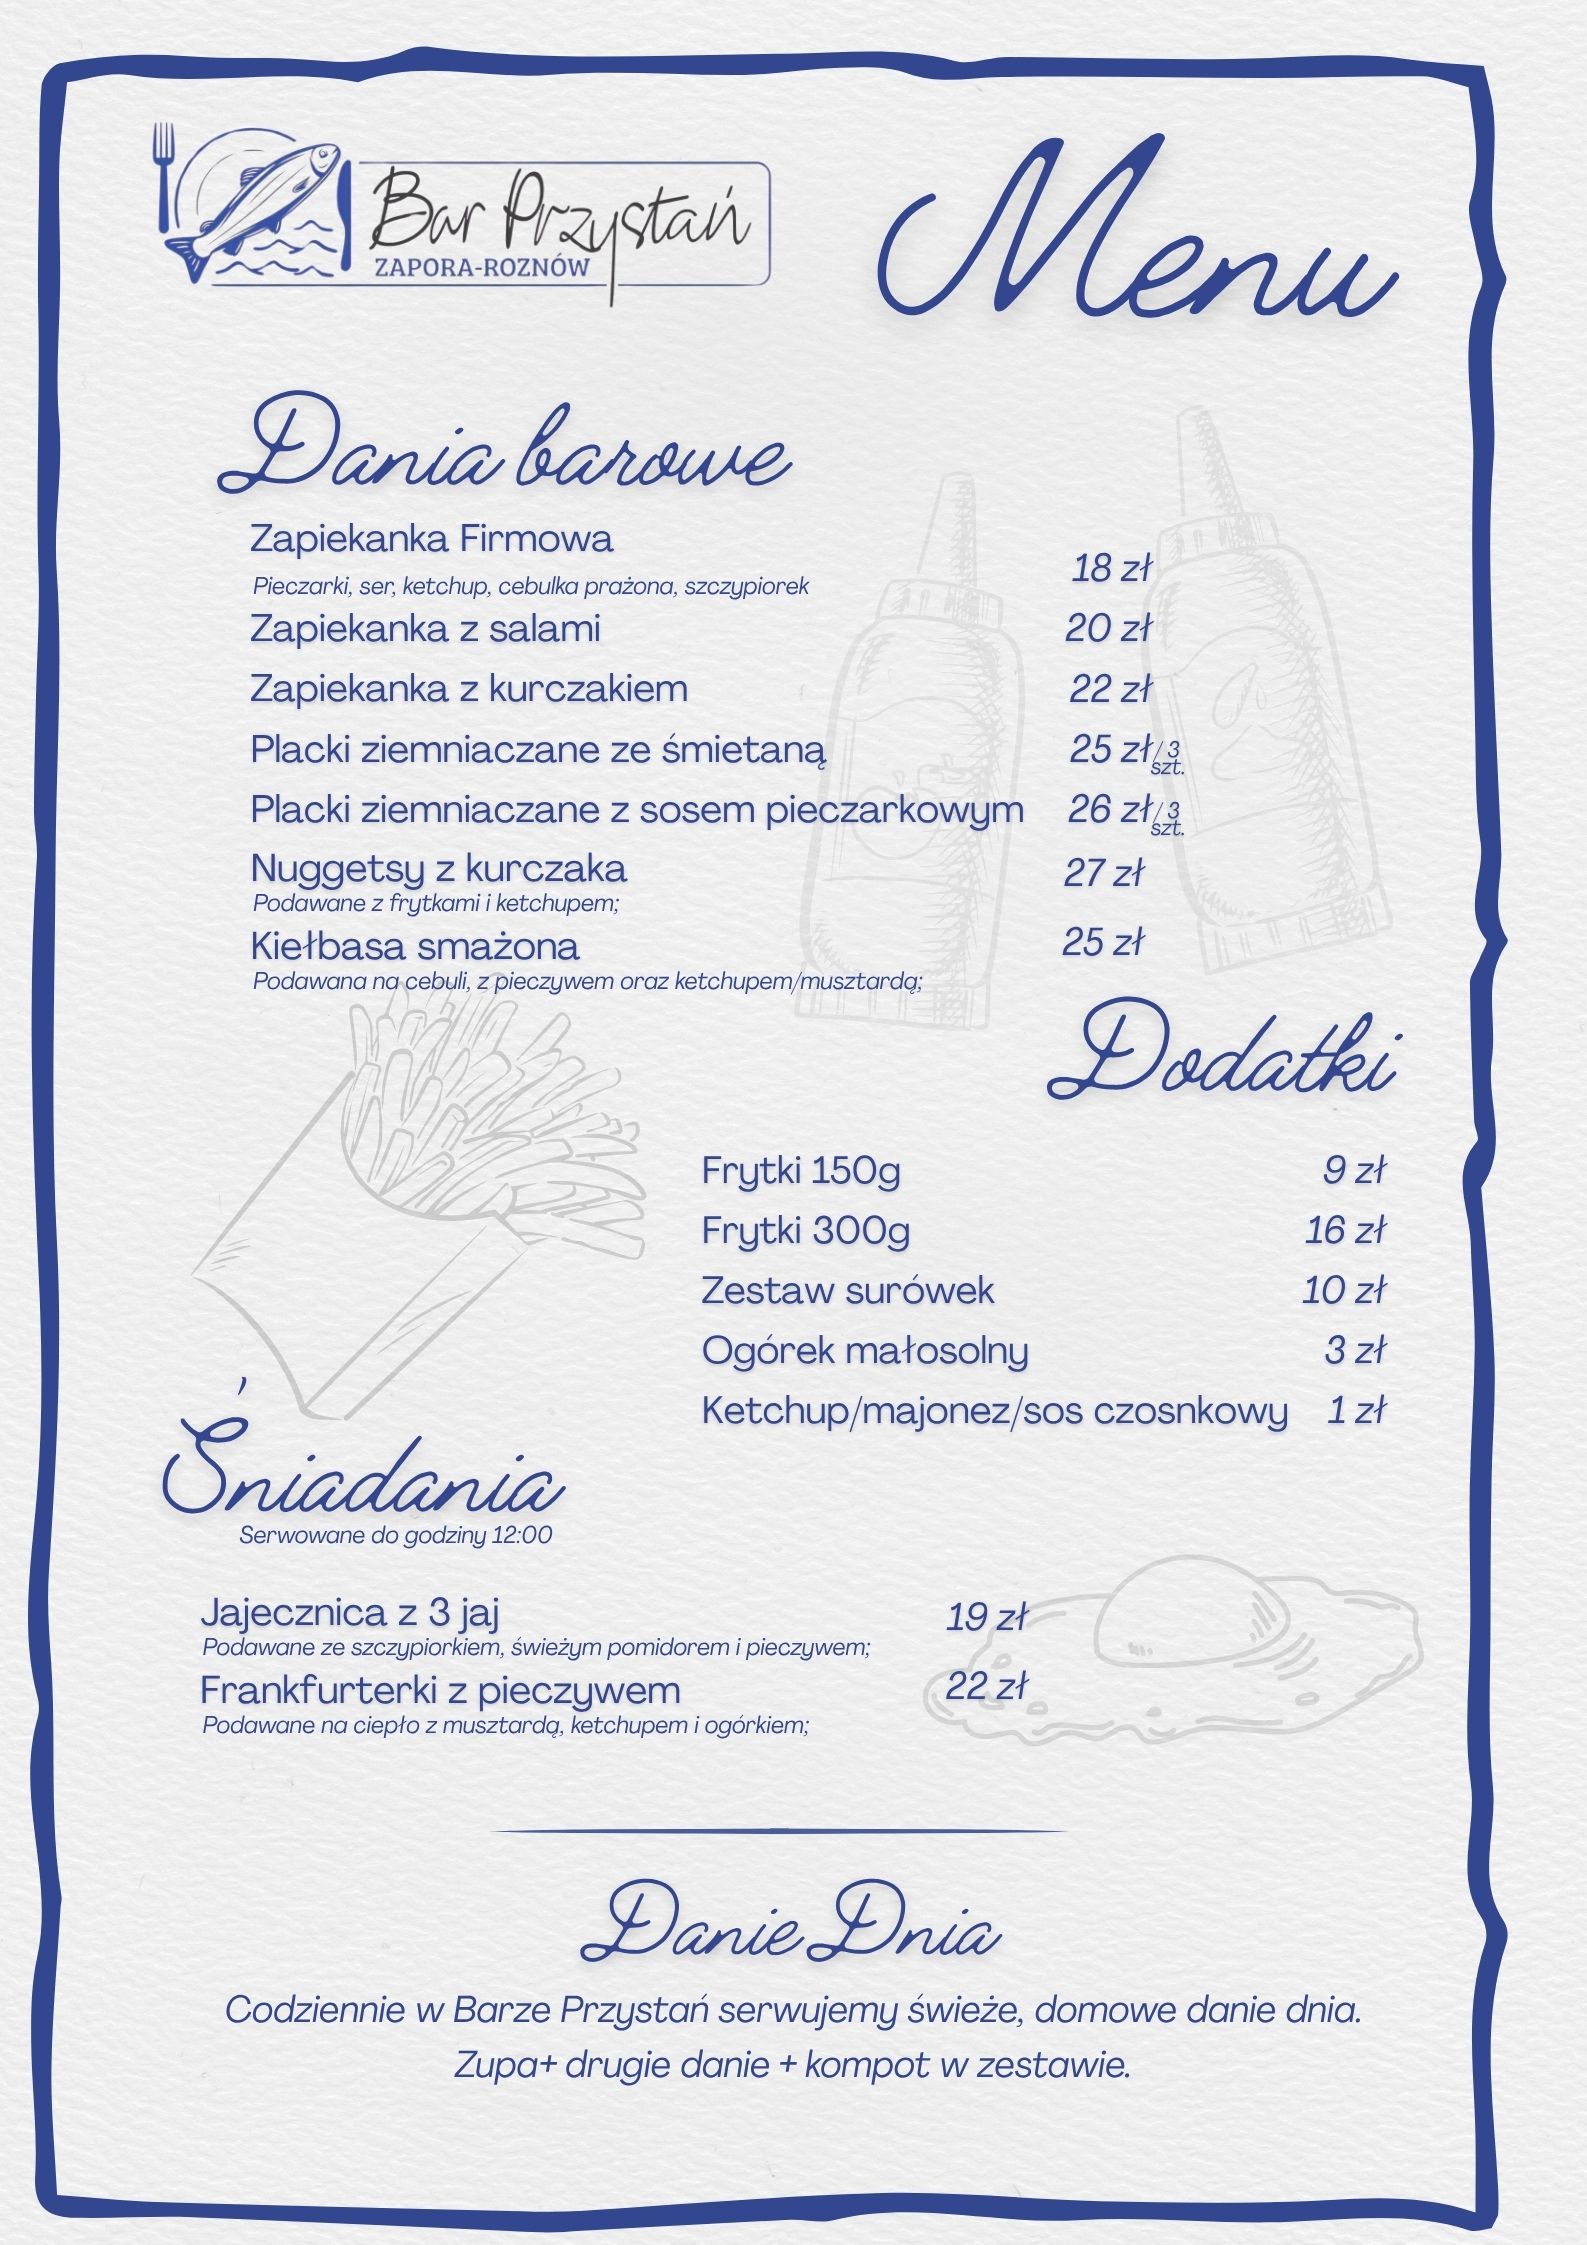 Bar Przystań
ZAPORA-ROZNÓW
Menu
Dania barowe
Zapiekanka Firmowa
Pieczarki, ser, ketchup, cebulka prażona, szczypiorek
18 zł
Zapiekanka z salami 20 zł
Zapiekanka z kurczakiem 22 zł
Placki ziemniaczane ze śmietaną 25 zł/3 szt.
Placki ziemniaczane z sosem pieczarkowym 26 zł/3 szt.
Nuggetsy z kurczaka 27 zł
Podawane z frytkami i ketchupem;
Kiełbasa smażona 25 zł
Podawana na cebuli, z pieczywem oraz ketchupem/musztardą;
Dodatki
Frytki 150g 9 zł
Frytki 300g 16 zł
Zestaw surówek 10 zł
Ogórek małosolny 3 zł
Ketchup/majonez/sos czosnkowy 1 zł
Śniadania
Serwowane do godziny 12:00
Jajecznica z 3 jaj 19 zł
Podawane ze szczypiorkiem, świeżym pomidorem i pieczywem;
Frankfurterki z pieczywem 22 zł
Podawane na ciepło z musztardą, ketchupem i ogórkiem;
Danie Dnia
Codziennie w Barze Przystań serwujemy świeże, domowe danie dnia.
Zupa+ drugie danie + kompot w zestawie.